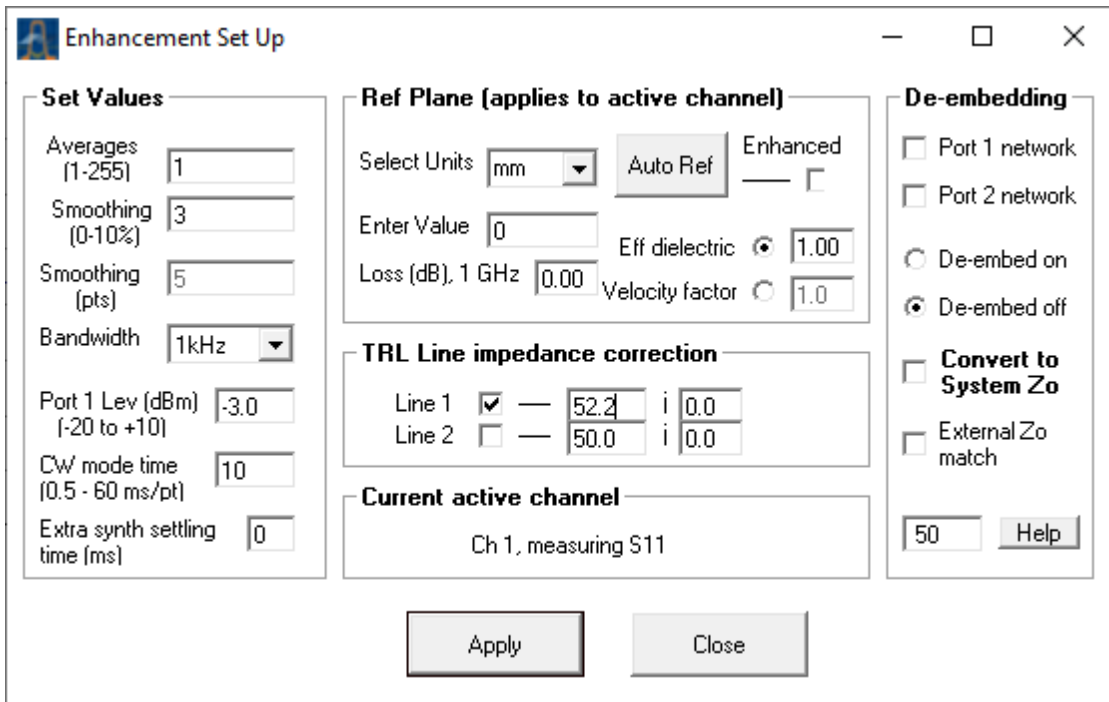 Enhancement Set Up
Set Values
Averages
(1-255)
1
Smoothing
(0-10%)
3
Smoothing
(pts)
5
Bandwidth
1kHz
Port 1 Lev (dBm)
(-20 to +10)
-3.0
CW mode time
(0.5 - 60 ms/pt)
10
Extra synth settling
time (ms)
0
Ref Plane (applies to active channel)
Select Units
mm
Auto Ref
Enhanced
Enter Value
0
Loss (dB), 1 GHz
0.00
Eff dielectric
1.00
Velocity factor
1.0
TRL Line impedance correction
Line 1 52.2 i 0.0
Line 2 50.0 i 0.0
Current active channel
Ch 1, measuring S11
De-embedding
Port 1 network
Port 2 network
De-embed on
De-embed off
Convert to
System Zo
External Zo
match
50
Help
Apply
Close